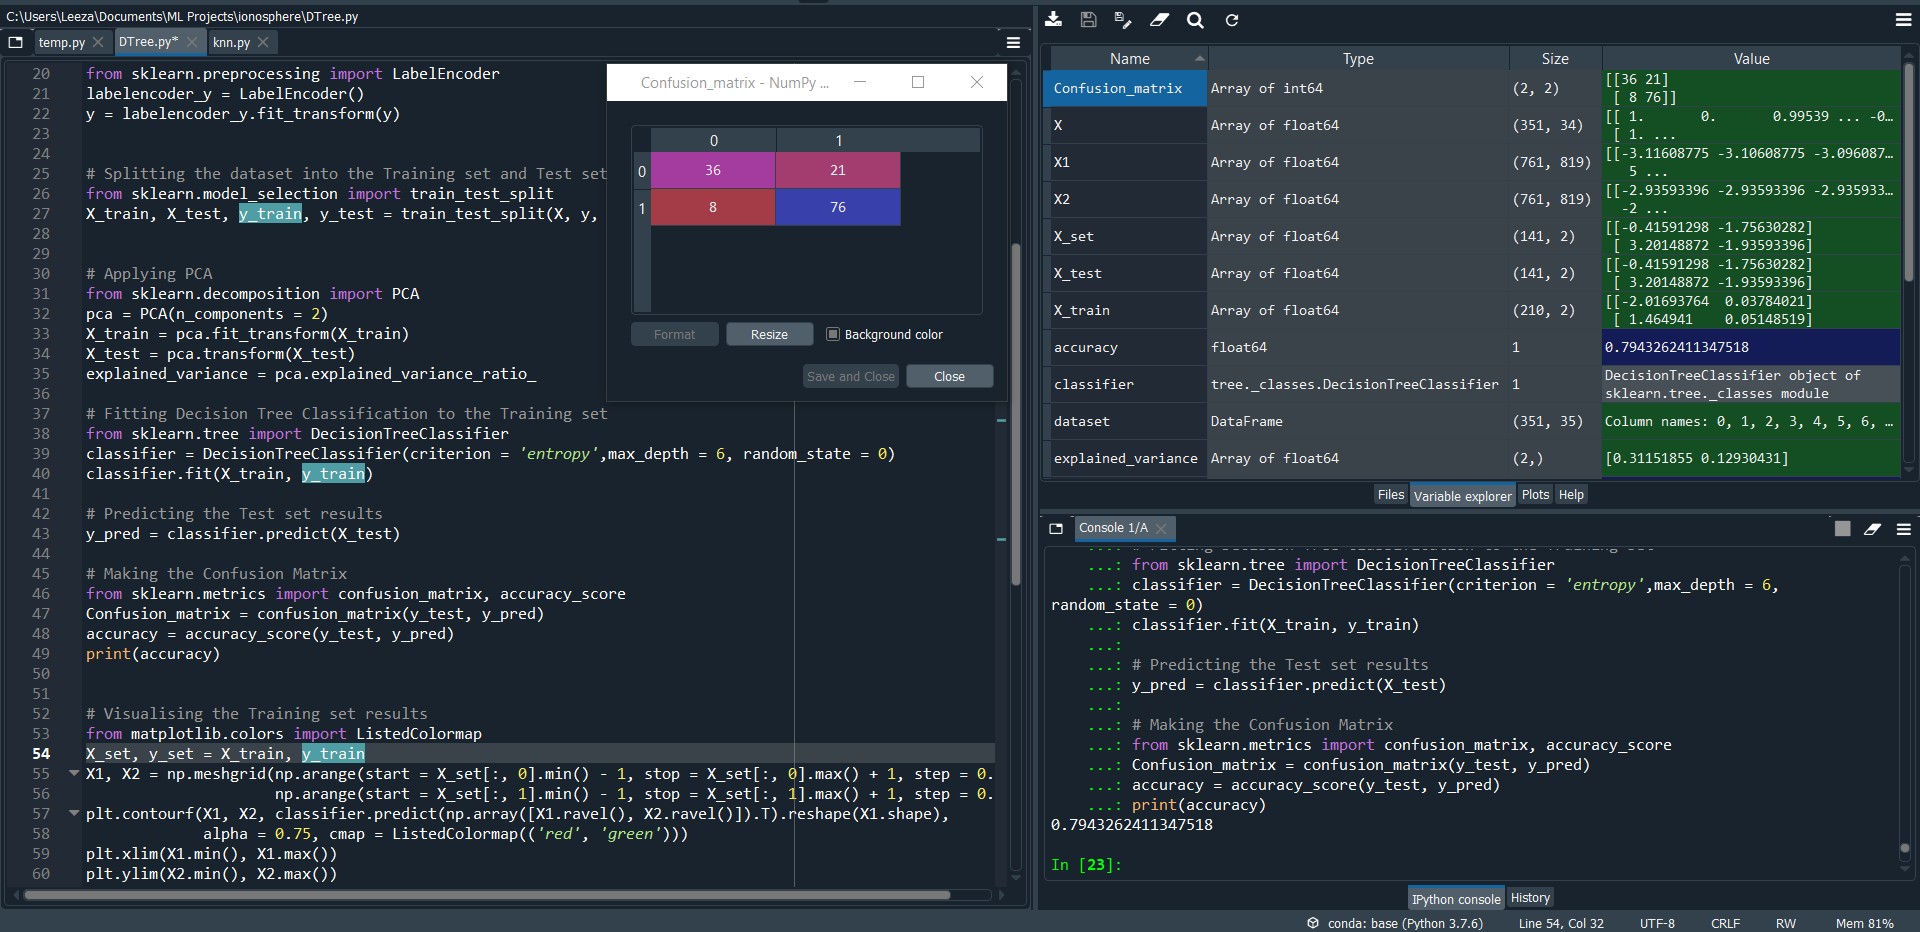 C:\Users\Leeza\Documents\ML Projects\ionosphere\DTree.py
temp.py
DTree.py*
knn.py
20 from sklearn.preprocessing import LabelEncoder
21 labelencoder_y = LabelEncoder()
22 y = labelencoder_y.fit_transform(y)
23
24
25 # Splitting the dataset into the Training set and Test set
26 from sklearn.model_selection import train_test_split
27 X_train, X_test, y_train, y_test = train_test_split(X, y,
28
29
30 # Applying PCA
31 from sklearn.decomposition import PCA
32 pca = PCA(n_components = 2)
33 X_train = pca.fit_transform(X_train)
34 X_test = pca.transform(X_test)
35 explained_variance = pca.explained_variance_ratio_
36
37 # Fitting Decision Tree Classification to the Training set
38 from sklearn.tree import DecisionTreeClassifier
39 classifier = DecisionTreeClassifier(criterion = 'entropy',max_depth = 6, random_state = 0)
40 classifier.fit(X_train, y_train)
41
42 # Predicting the Test set results
43 y_pred = classifier.predict(X_test)
44
45 # Making the Confusion Matrix
46 from sklearn.metrics import confusion_matrix, accuracy_score
47 Confusion_matrix = confusion_matrix(y_test, y_pred)
48 accuracy = accuracy_score(y_test, y_pred)
49 print(accuracy)
50
51
52 # Visualising the Training set results
53 from matplotlib.colors import ListedColormap
54 X_set, y_set = X_train, y_train
55 X1, X2 = np.meshgrid(np.arange(start = X_set[:, 0].min() - 1, stop = X_set[:, 0].max() + 1, step = 0.
56 np.arange(start = X_set[:, 1].min() - 1, stop = X_set[:, 1].max() + 1, step = 0.
57 plt.contourf(X1, X2, classifier.predict(np.array([X1.ravel(), X2.ravel()]).T).reshape(X1.shape),
58 alpha = 0.75, cmap = ListedColormap(('red', 'green')))
59 plt.xlim(X1.min(), X1.max())
60 plt.ylim(X2.min(), X2.max())
Confusion_matrix - NumPy ...
0 1
0 36 21
1 8 76
Format Resize Background color
Save and Close Close
Name Type Size Value
Confusion_matrix Array of int64 (2, 2) [[36 21]
[ 8 76]]
X Array of float64 (351, 34) [[ 1. 0. 0.99539 ... -0…
[ 1. ...
X1 Array of float64 (761, 819) [[-3.11608775 -3.10608775 -3.096087…
5 ...
X2 Array of float64 (761, 819) [[-2.93593396 -2.93593396 -2.935933…
-2 ...
X_set Array of float64 (141, 2) [[-0.41591298 -1.75630282]
[ 3.20148872 -1.93593396]
X_test Array of float64 (141, 2) [[-0.41591298 -1.75630282]
[ 3.20148872 -1.93593396]
X_train Array of float64 (210, 2) [[-2.01693764 0.03784021]
[ 1.464941 0.05148519]
accuracy float64 1 0.7943262411347518
classifier tree._classes.DecisionTreeClassifier 1 DecisionTreeClassifier object of
sklearn.tree._classes module
dataset DataFrame (351, 35) Column names: 0, 1, 2, 3, 4, 5, 6, …
explained_variance Array of float64 (2,) [0.31151855 0.12930431]
Files Variable explorer Plots Help
Console 1/A
...: # Fitting Decision Tree Classification to the Training set
...: from sklearn.tree import DecisionTreeClassifier
...: classifier = DecisionTreeClassifier(criterion = 'entropy',max_depth = 6,
random_state = 0)
...: classifier.fit(X_train, y_train)
...:
...: # Predicting the Test set results
...: y_pred = classifier.predict(X_test)
...:
...: # Making the Confusion Matrix
...: from sklearn.metrics import confusion_matrix, accuracy_score
...: Confusion_matrix = confusion_matrix(y_test, y_pred)
...: accuracy = accuracy_score(y_test, y_pred)
...: print(accuracy)
0.7943262411347518
In [23]:
IPython console History
conda: base (Python 3.7.6) Line 54, Col 32 UTF-8 CRLF RW Mem 81%